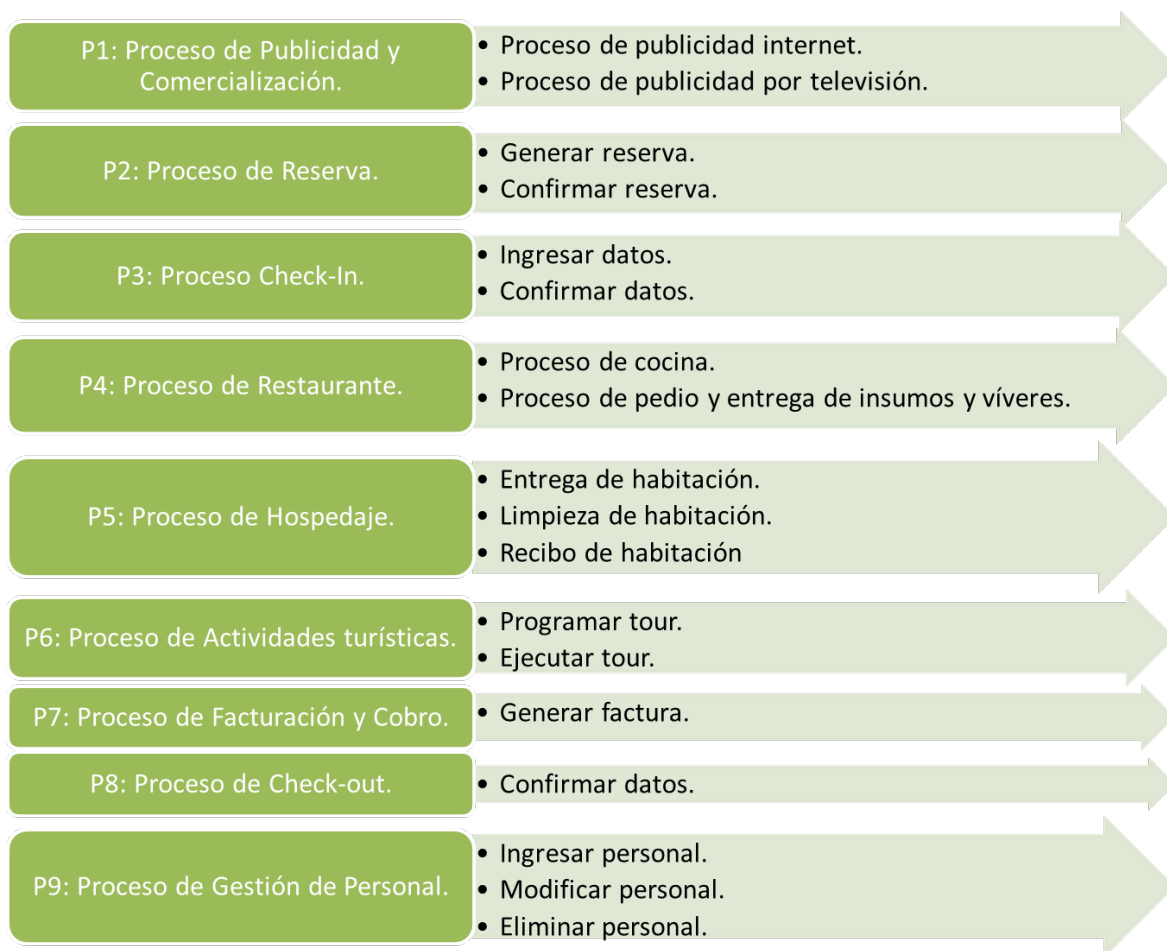 P1: Proceso de Publicidad y
Comercialización.
• Proceso de publicidad internet.
• Proceso de publicidad por televisión.
P2: Proceso de Reserva.
• Generar reserva.
• Confirmar reserva.
P3: Proceso Check-In.
• Ingresar datos.
• Confirmar datos.
P4: Proceso de Restaurante.
• Proceso de cocina.
• Proceso de pedio y entrega de insumos y víveres.
P5: Proceso de Hospedaje.
• Entrega de habitación.
• Limpieza de habitación.
• Recibo de habitación
P6: Proceso de Actividades turísticas.
• Programar tour.
• Ejecutar tour.
P7: Proceso de Facturación y Cobro.
• Generar factura.
P8: Proceso de Check-out.
• Confirmar datos.
P9: Proceso de Gestión de Personal.
• Ingresar personal.
• Modificar personal.
• Eliminar personal.